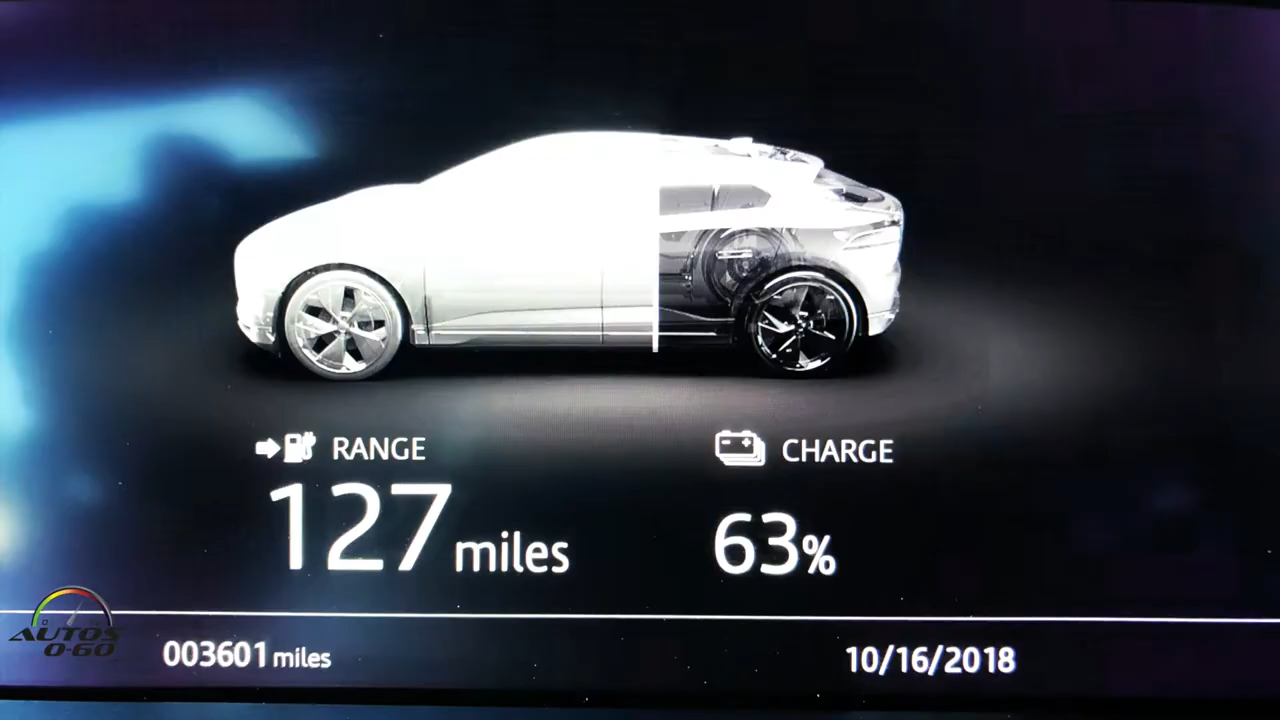 RANGE
CHARGE
127 miles
63%
AUTOS
0-60
003601 miles
10/16/2018